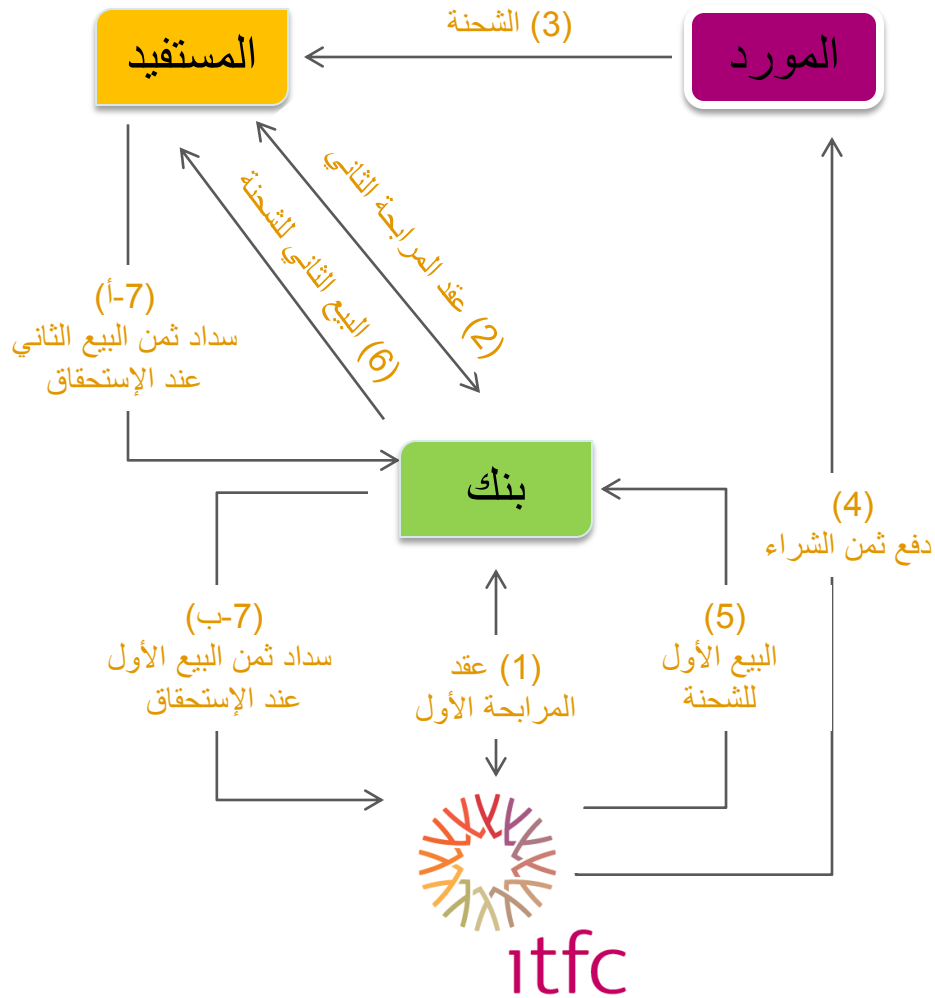 (3) الشحنة
المورد
المستفيد
عقد المرابحة الثاني (2)
البيع الثاني للشحنة (6)
(7-أ)
سداد ثمن البيع الثاني
عند الإستحقاق
بنك
(4)
دفع ثمن الشراء
(5)
البيع الأول
للشحنة
(1) عقد
المرابحة الأول
(7-ب)
سداد ثمن البيع الأول
عند الإستحقاق
itfc